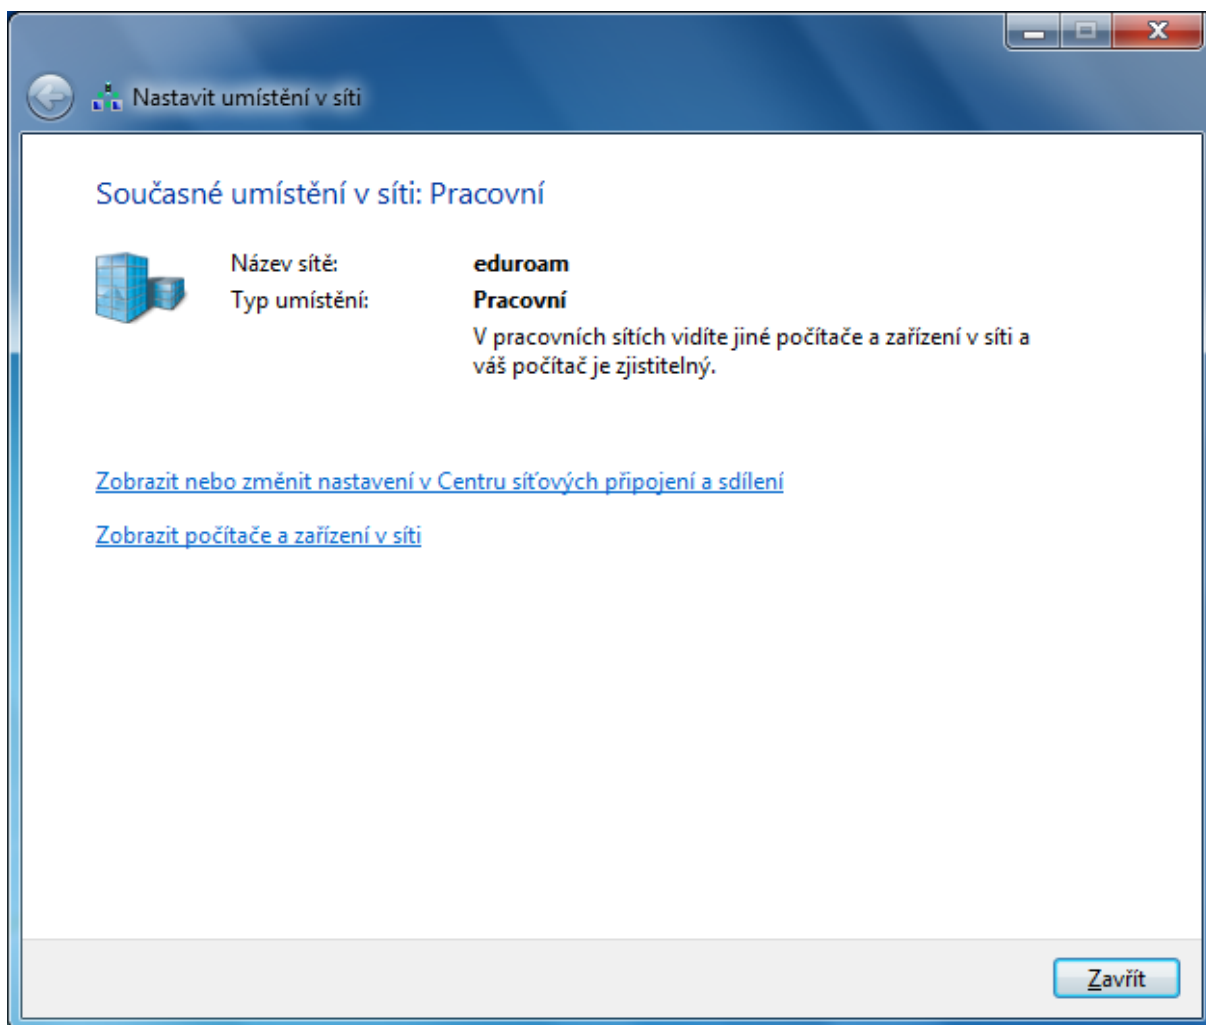 Nastavit umístění v síti
Současné umístění v síti: Pracovní
Název sítě: eduroam
Typ umístění: Pracovní
V pracovních sítích vidíte jiné počítače a zařízení v síti a
váš počítač je zjistitelný.
Zobrazit nebo změnit nastavení v Centru síťových připojení a sdílení
Zobrazit počítače a zařízení v síti
Zavřít